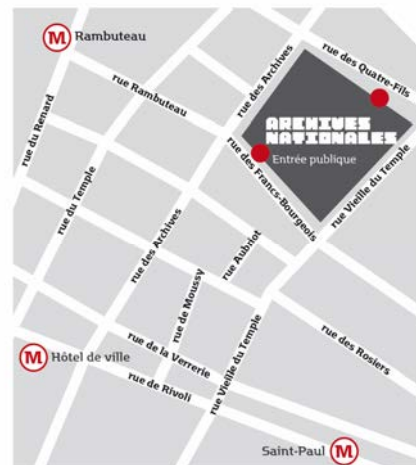 M Rambuteau
rue des Quatre-Fils
rue des Archives
rue Rambuteau
ARCHIVES
NATIONALES
Entrée publique
rue du Renard
rue des Francs-Bourgeois
rue Vieille du Temple
rue du Temple
rue des Archives
rue Aubriot
rue de Moussy
rue des Rosiers
rue de la Verrerie
M Hôtel de ville
rue de Rivoli
rue Vieille du Temple
Saint-Paul M